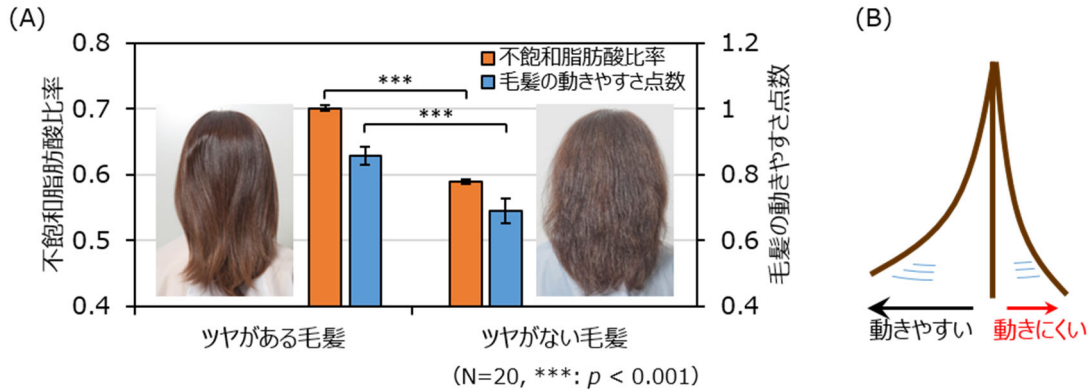 (A)
0.8
0.7
0.6
0.5
0.4
不飽和脂肪酸比率
***
***
不飽和脂肪酸比率
毛髪の動きやすさ点数
1.2
1
0.8
0.6
0.4
毛髪の動きやすさ点数
ツヤがある毛髪
ツヤがない毛髪
(N=20, ***: p < 0.001)
(B)
動きやすい
動きにくい